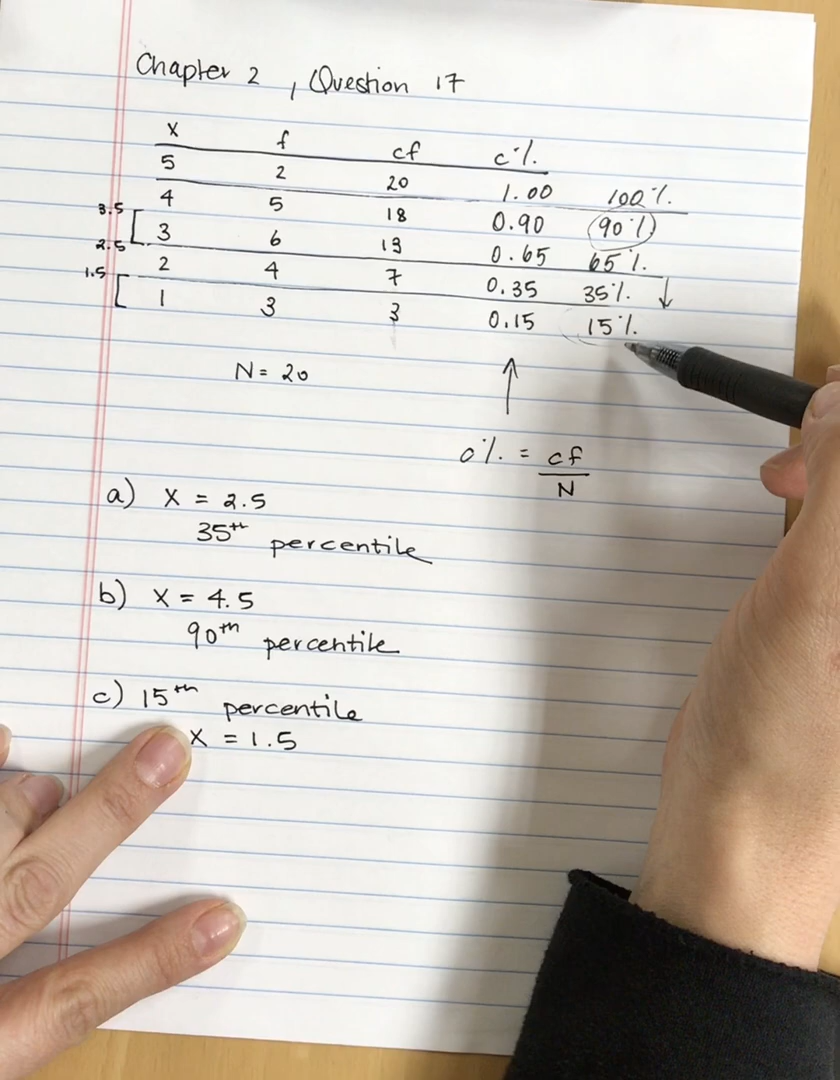 Chapter 2, Question 17
x f cf c%
5 2 20 1.00 100%
4 5 18 0.90 90%
3.5
3 6 13 0.65 65%
2.5
2 4 7 0.35 35% ↓
1.5
1 3 3 0.15 15%
N = 20
↑
c% = cf
N
a) X = 2.5
35th percentile
b) X = 4.5
90th percentile
c) 15th percentile
X = 1.5